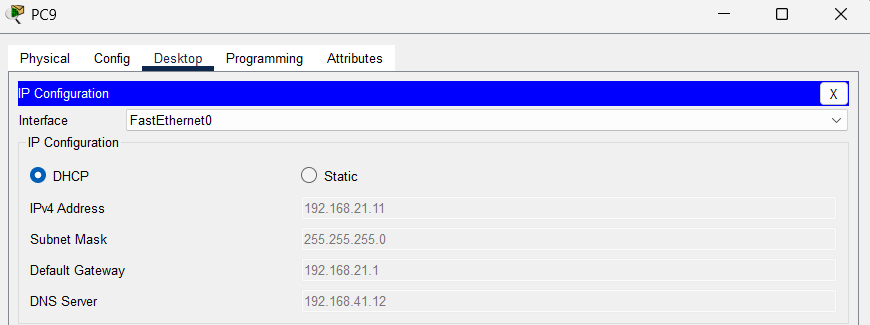 PC9
Physical Config Desktop Programming Attributes
IP Configuration X
Interface FastEthernet0
IP Configuration
DHCP Static
IPv4 Address 192.168.21.11
Subnet Mask 255.255.255.0
Default Gateway 192.168.21.1
DNS Server 192.168.41.12